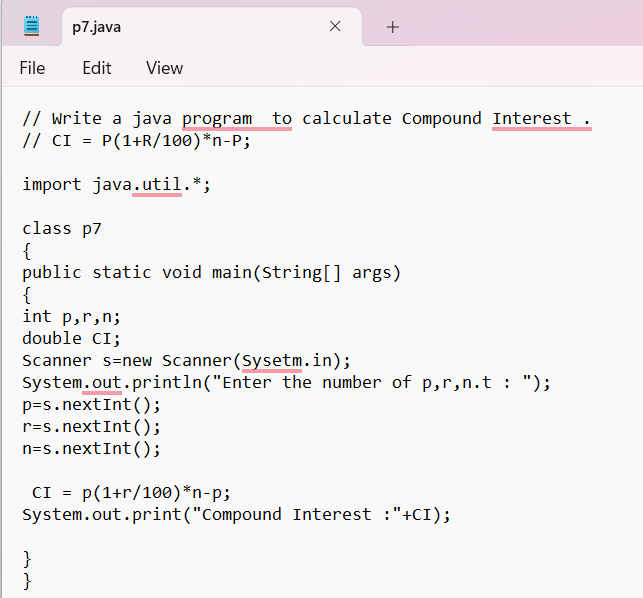 p7.java
File Edit View
// Write a java program  to calculate Compound Interest .
// CI = P(1+R/100)*n-P;
import java.util.*;
class p7
{
public static void main(String[] args)
{
int p,r,n;
double CI;
Scanner s=new Scanner(Sysetm.in);
System.out.println("Enter the number of p,r,n.t : ");
p=s.nextInt();
r=s.nextInt();
n=s.nextInt();
CI = p(1+r/100)*n-p;
System.out.print("Compound Interest :"+CI);
}
}